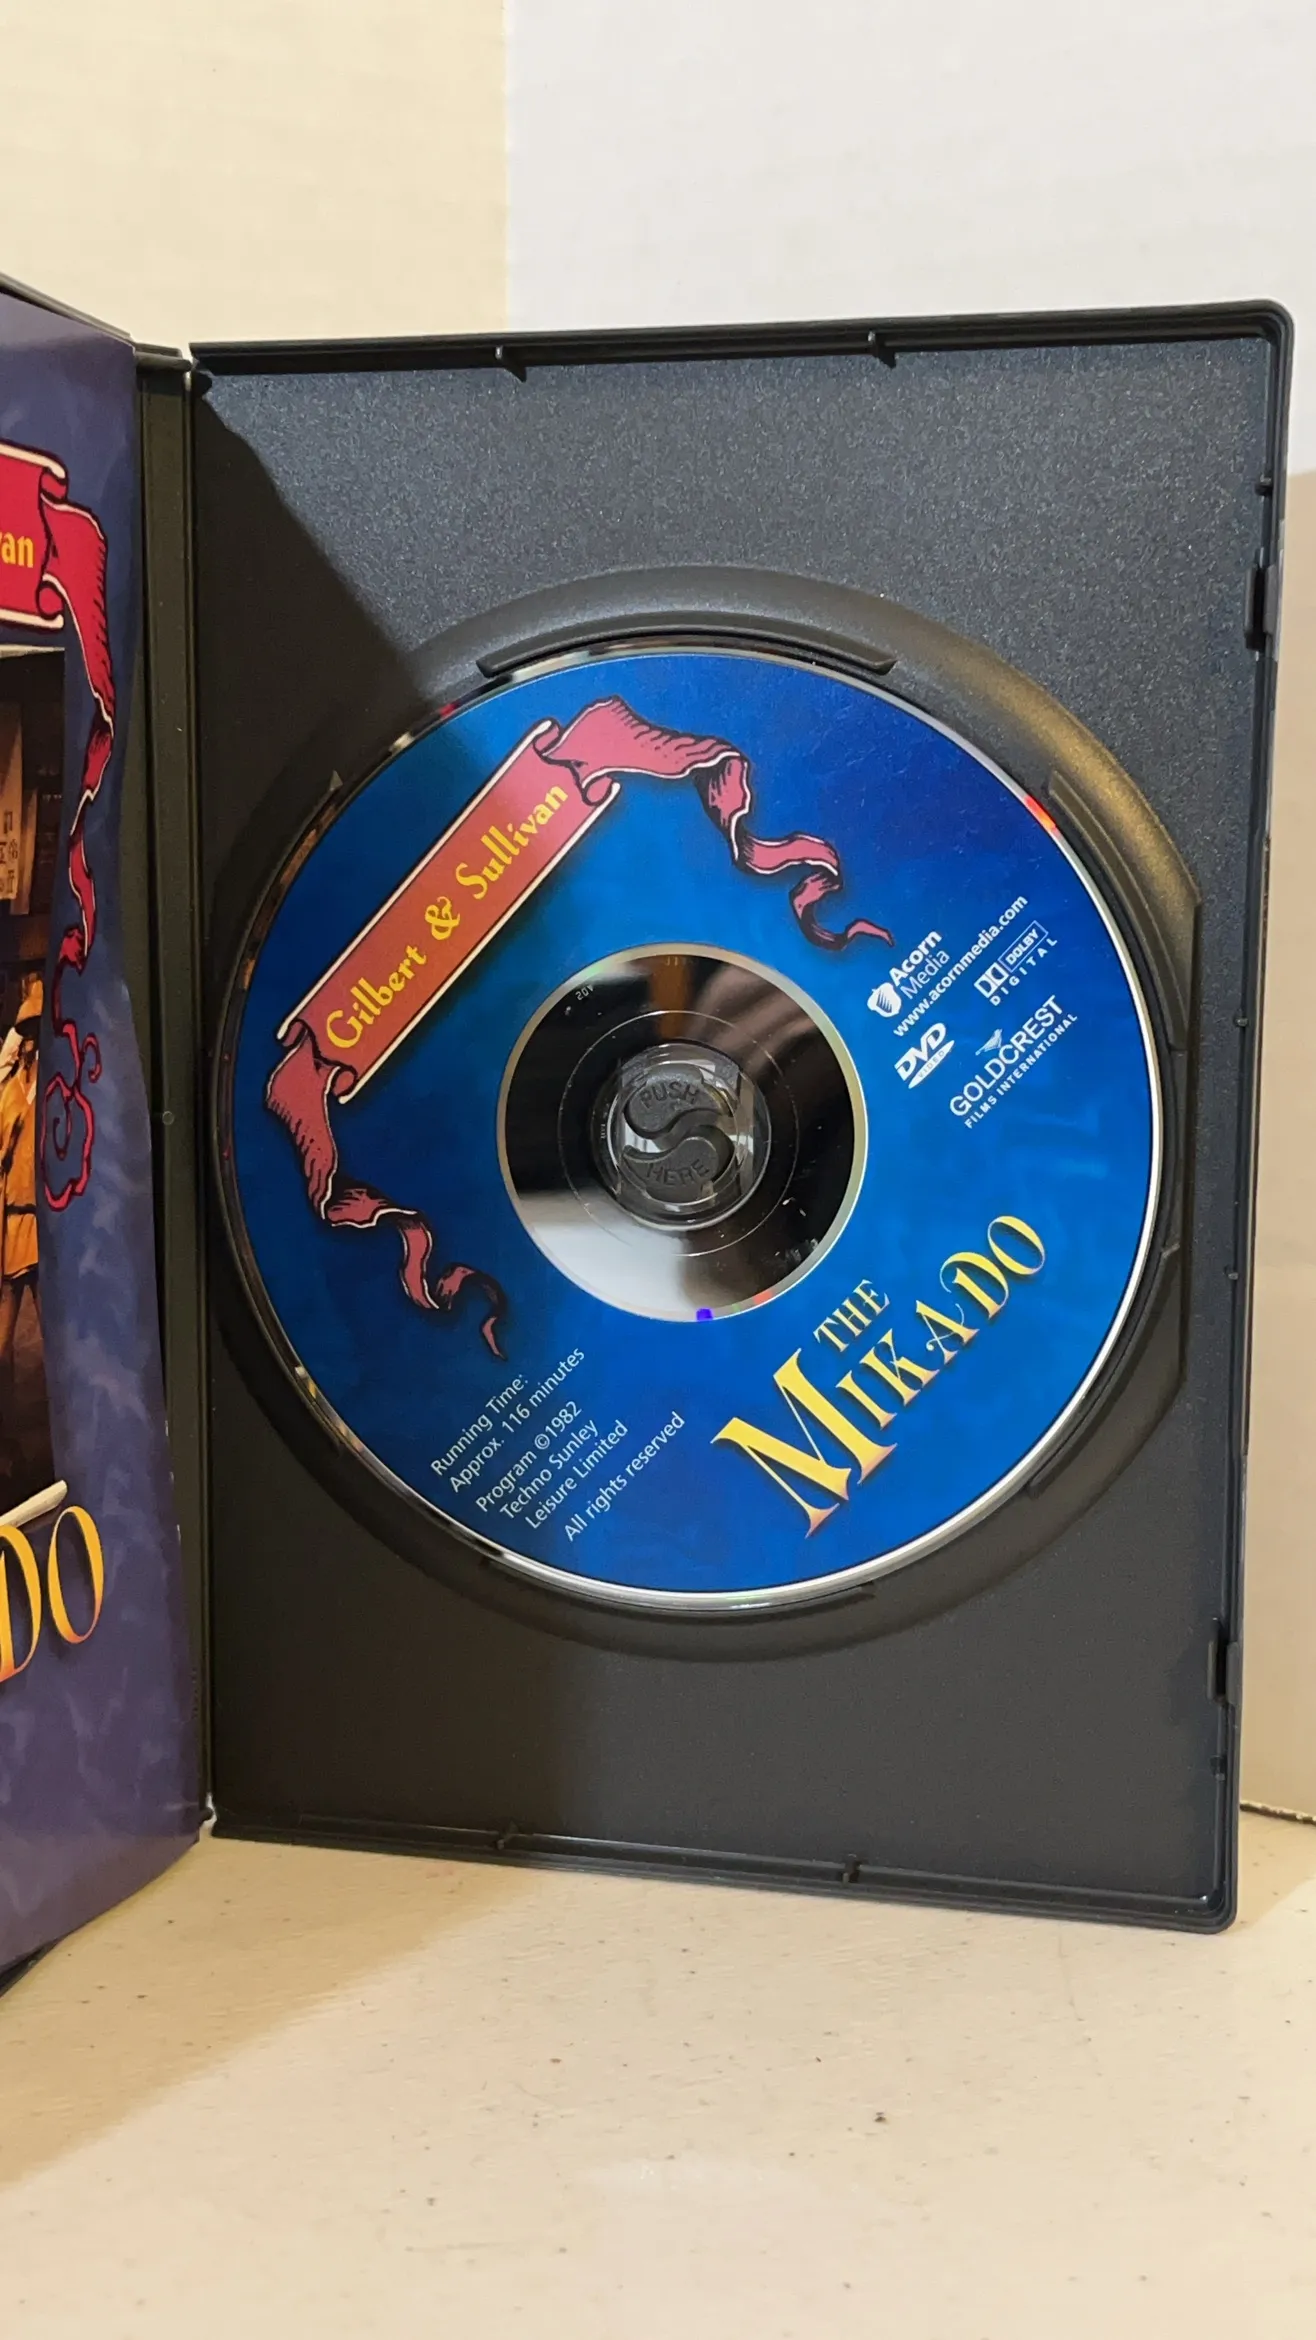 van
DO
Gilbert & Sullivan
Acorn
Media
www.acornmedia.com
DOLBY
DIGITAL
DVD
VIDEO
GOLDCREST
FILMS INTERNATIONAL
PUSH
HERE
THE
MIKADO
Running Time:
Approx. 116 minutes
Program ©1982
Techno Sunley
Leisure Limited
All rights reserved